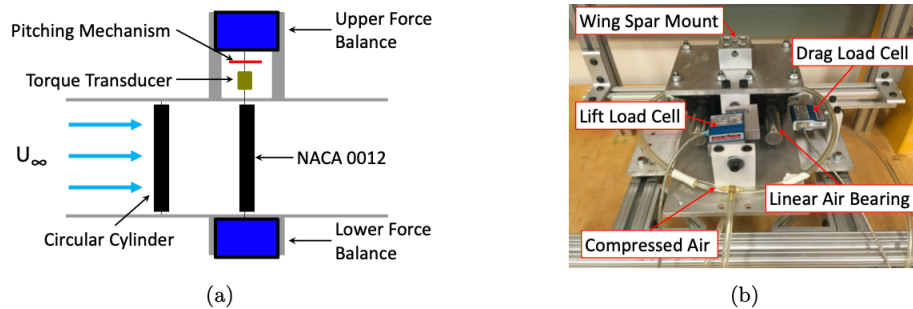 Pitching Mechanism
Torque Transducer
Upper Force
Balance
U∞
NACA 0012
Circular Cylinder
Lower Force
Balance
(a)
Wing Spar Mount
Drag Load Cell
Lift Load Cell
Linear Air Bearing
Compressed Air
(b)